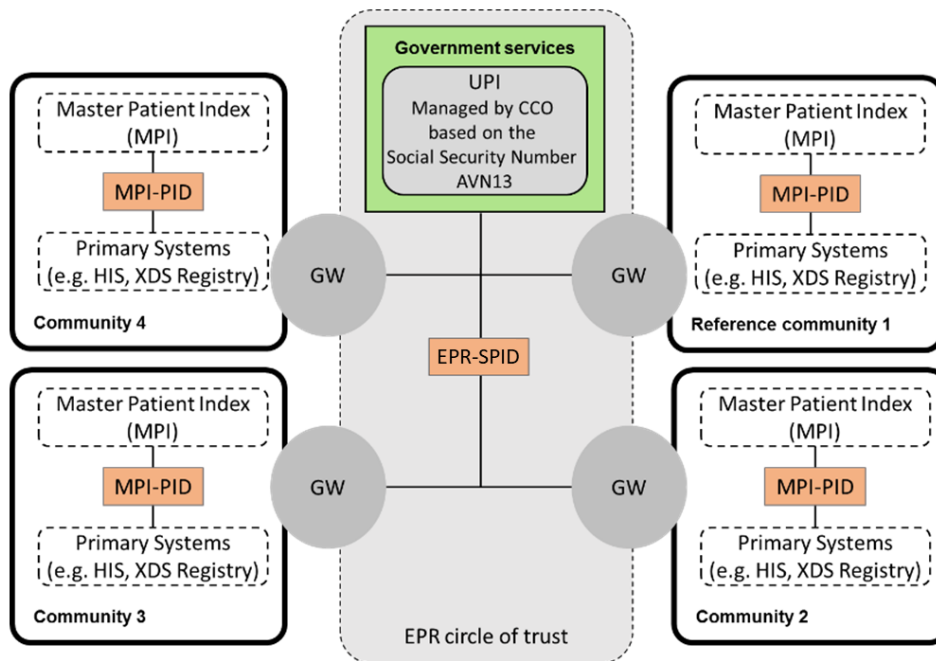 Government services
UPI
Managed by CCO
based on the
Social Security Number
AVN13
Master Patient Index
(MPI)
MPI-PID
Primary Systems
(e.g. HIS, XDS Registry)
Community 4
GW
GW
Master Patient Index
(MPI)
MPI-PID
Primary Systems
(e.g. HIS, XDS Registry)
Reference community 1
EPR-SPID
Master Patient Index
(MPI)
MPI-PID
Primary Systems
(e.g. HIS, XDS Registry)
Community 3
GW
GW
Master Patient Index
(MPI)
MPI-PID
Primary Systems
(e.g. HIS, XDS Registry)
Community 2
EPR circle of trust